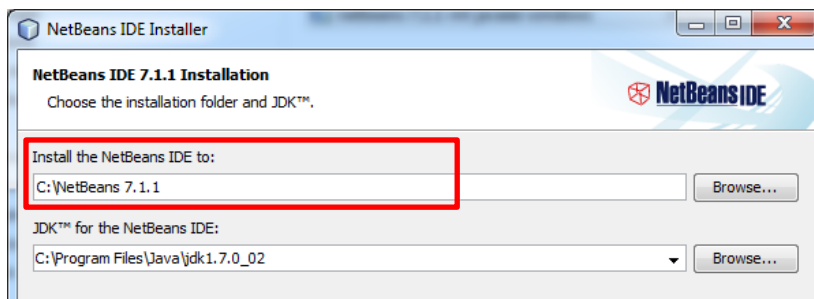 NetBeans IDE Installer
NetBeans IDE 7.1.1 Installation
Choose the installation folder and JDK™.
NetBeans IDE
Install the NetBeans IDE to:
C:\NetBeans 7.1.1
Browse...
JDK™ for the NetBeans IDE:
C:\Program Files\Java\jdk1.7.0_02
Browse...